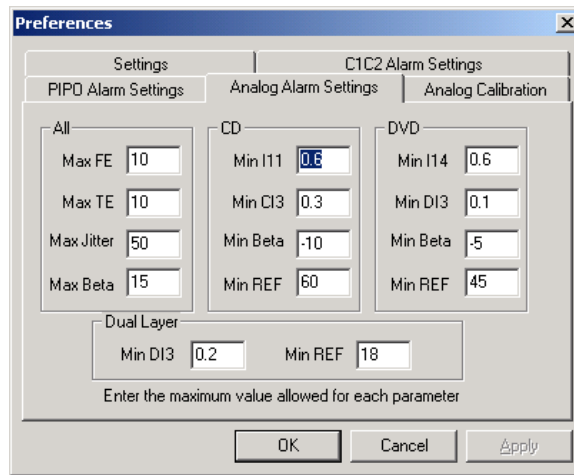 Preferences
Settings
C1C2 Alarm Settings
PIPO Alarm Settings
Analog Alarm Settings
Analog Calibration
All
Max FE 10
Max TE 10
Max Jitter 50
Max Beta 15
CD
Min I11 0.6
Min CI3 0.3
Min Beta -10
Min REF 60
DVD
Min I14 0.6
Min DI3 0.1
Min Beta -5
Min REF 45
Dual Layer
Min DI3 0.2 Min REF 18
Enter the maximum value allowed for each parameter
OK Cancel Apply